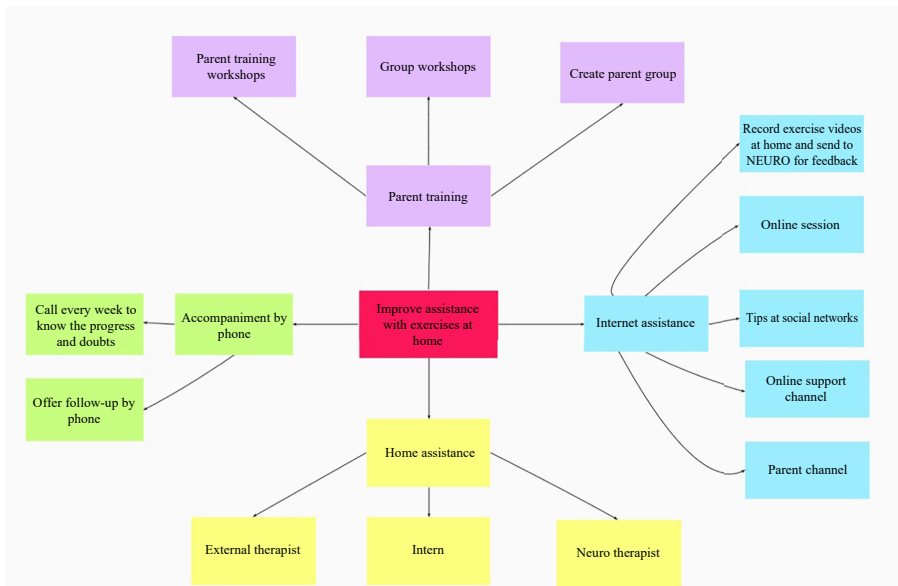 Parent training
workshops
Group workshops
Create parent group
Parent training
Record exercise videos
at home and send to
NEURO for feedback
Online session
Call every week to
know the progress
and doubts
Accompaniment by
phone
Improve assistance
with exercises at
home
Internet assistance
Tips at social networks
Offer follow-up by
phone
Online support
channel
Home assistance
Parent channel
External therapist
Intern
Neuro therapist